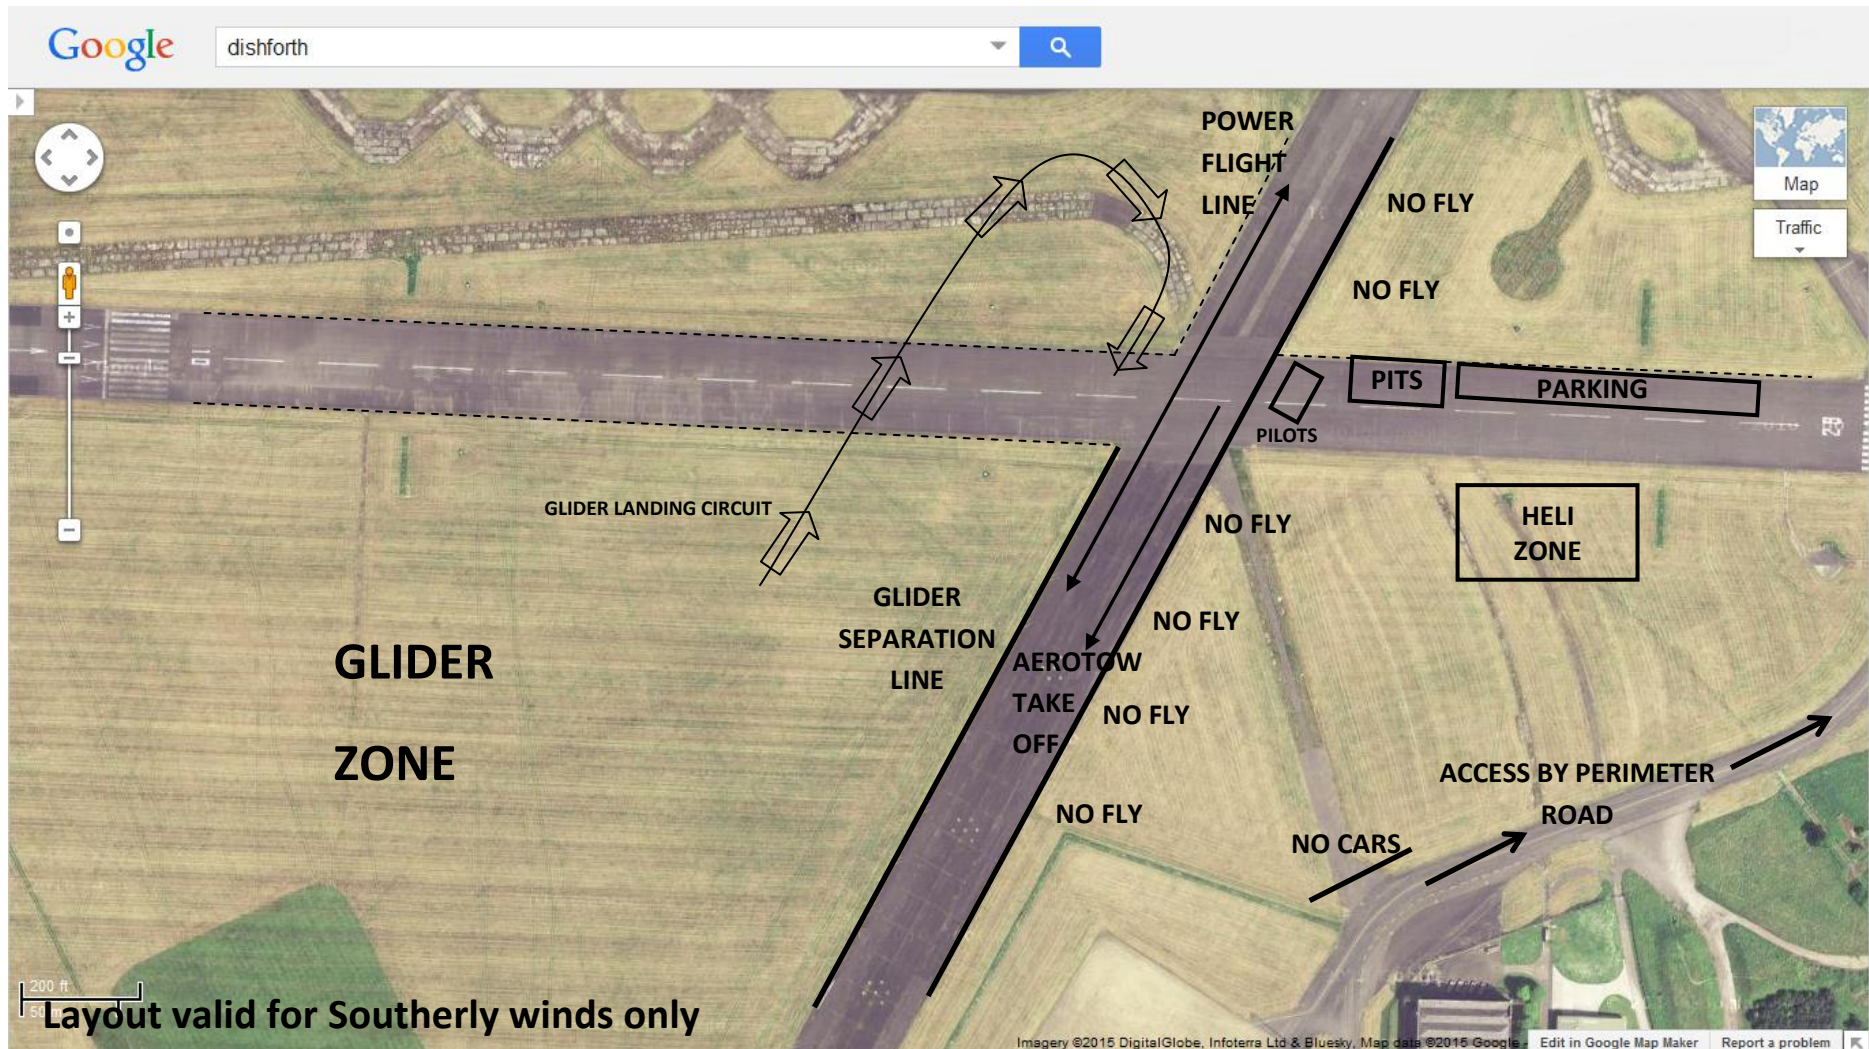 Google
dishforth
POWER
FLIGHT
LINE
NO FLY
NO FLY
Map
Traffic
PITS
PARKING
PILOTS
10
GLIDER LANDING CIRCUIT
NO FLY
HELI
ZONE
GLIDER
SEPARATION
LINE
NO FLY
GLIDER
ZONE
AEROTOW
TAKE
OFF
NO FLY
ACCESS BY PERIMETER
ROAD
NO FLY
NO CARS
200 ft
50 m
Layout valid for Southerly winds only
Imagery ©2015 DigitalGlobe, Infoterra Ltd & Bluesky, Map data ©2015 Google -
Edit in Google Map Maker
Report a problem